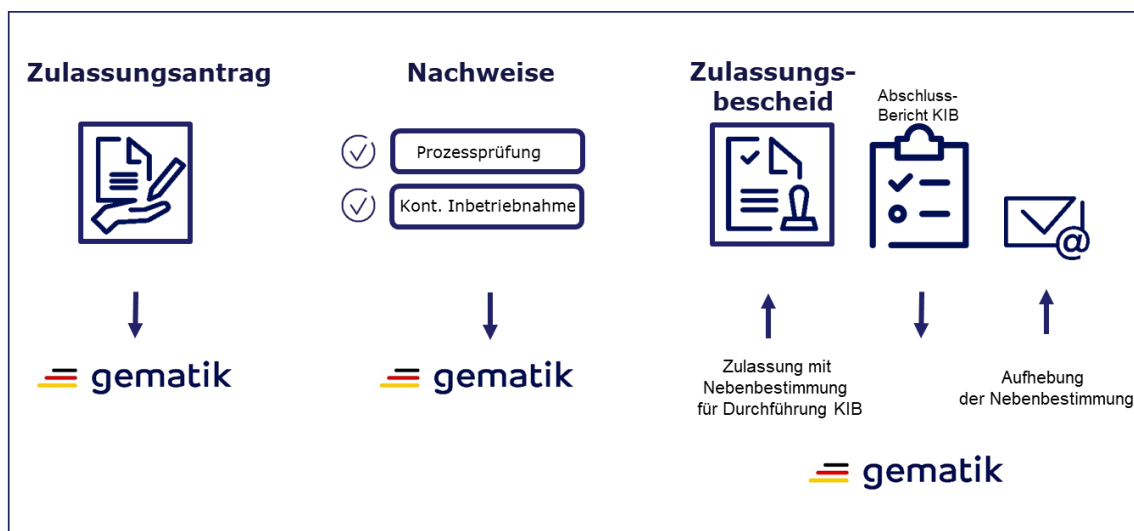 Zulassungsantrag
gematik
Nachweise
Prozessprüfung
Kont. Inbetriebnahme
gematik
Zulassungs-
bescheid
Abschluss-
Bericht KIB
@
Zulassung mit
Nebenbestimmung
für Durchführung KIB
Aufhebung
der Nebenbestimmung
gematik